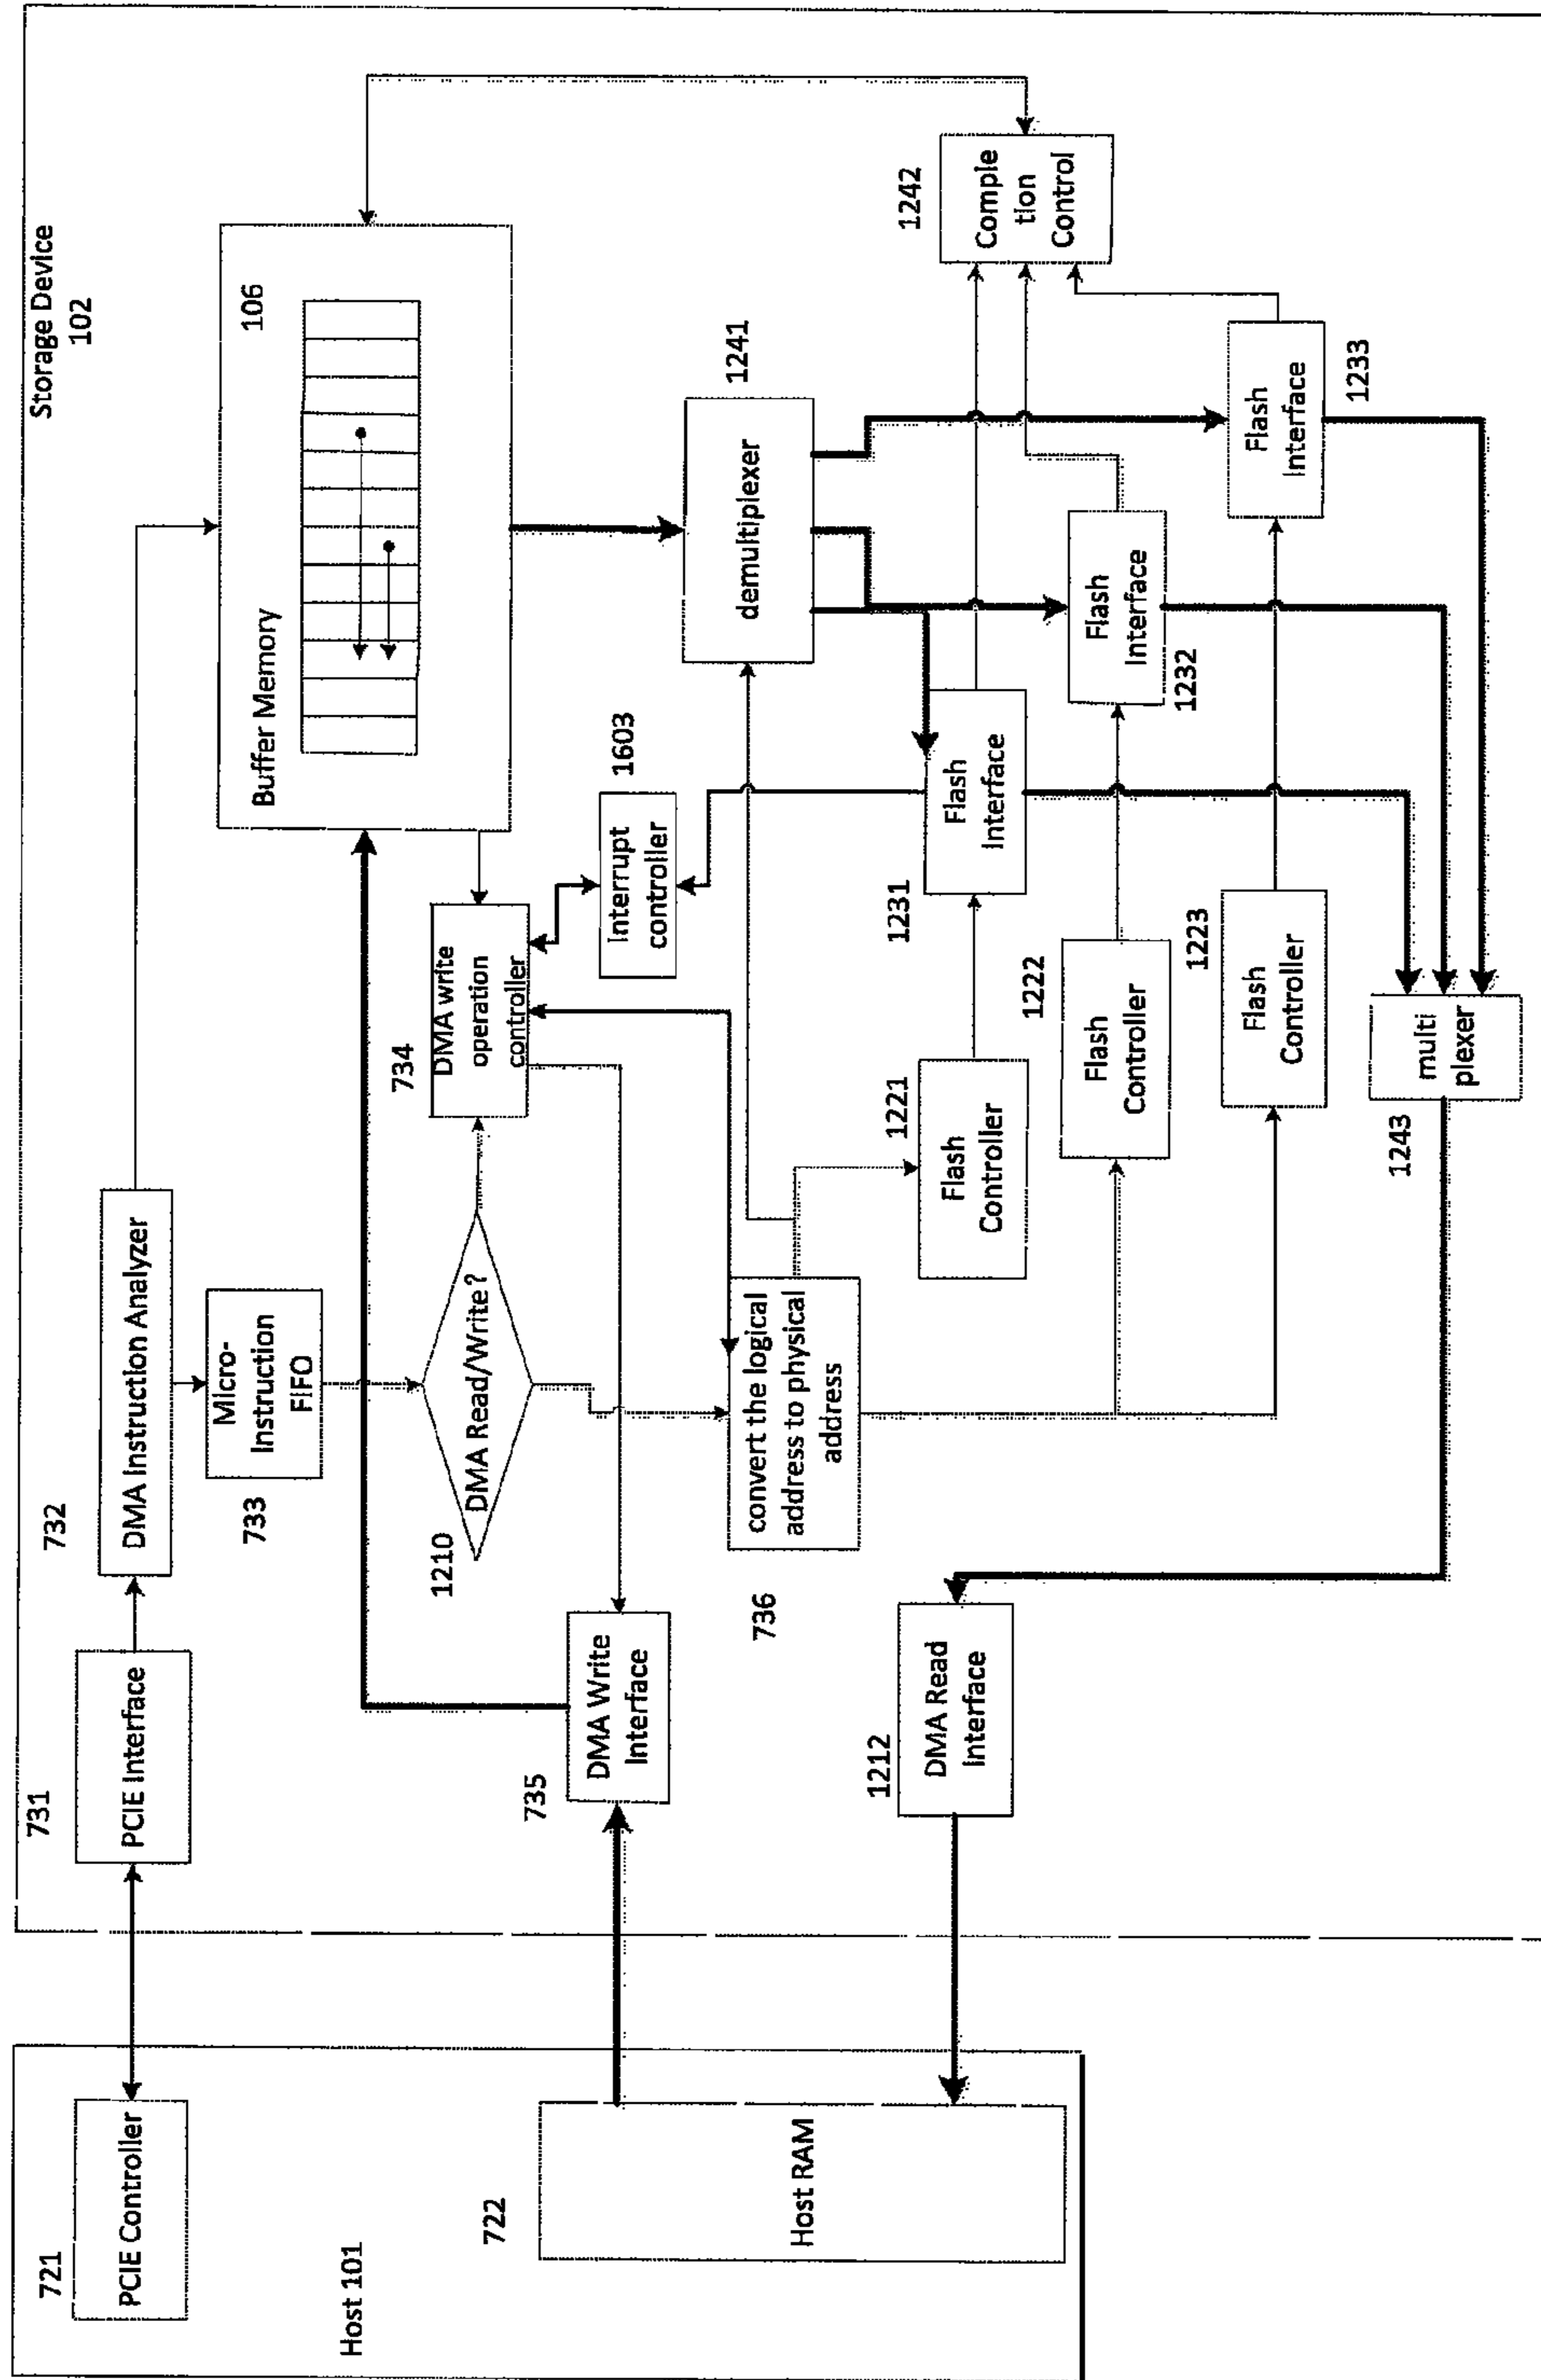 Storage Device
102
721
PCIE Controller
Host 101
722
Host RAM
731
PCIE Interface
732
DMA Instruction Analyzer
733
Micro-
Instruction
FIFO
1210
DMA Read/Write?
734
DMA write
operation
controller
735
DMA Write
Interface
Buffer Memory
106
Interrupt
controller
1603
736
convert the logical
address to physical
address
demultiplexer
1241
1212
DMA Read
interface
1221
Flash
Controller
1231
Flash
Interface
1222
Flash
Controller
1232
Flash
Interface
1223
Flash
Controller
1233
Flash
Interface
1242
Comple
tion
Control
1243
multi
plexer